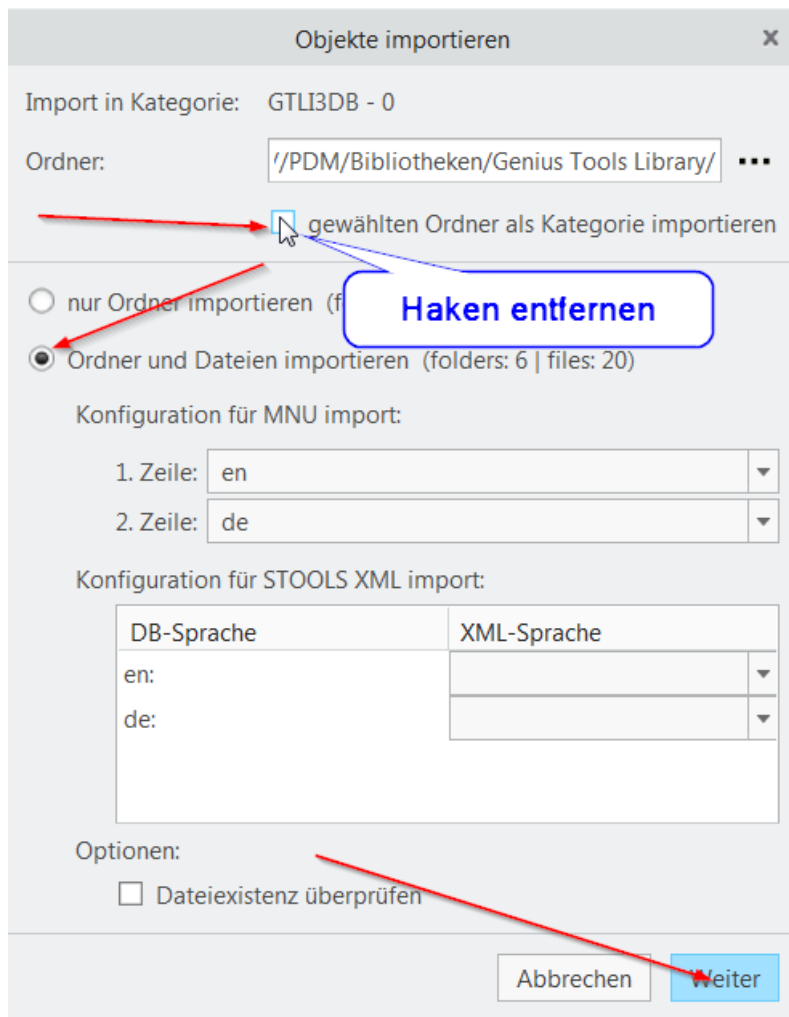 Objekte importieren
Import in Kategorie: GTLI3DB - 0
Ordner: '/PDM/Bibliotheken/Genius Tools Library/
gewählten Ordner als Kategorie importieren
Haken entfernen
nur Ordner importieren (f
Ordner und Dateien importieren (folders: 6 | files: 20)
Konfiguration für MNU import:
1. Zeile: en
2. Zeile: de
Konfiguration für STOOLS XML import:
DB-Sprache XML-Sprache
en:
de:
Optionen:
Dateiexistenz überprüfen
Abbrechen Weiter